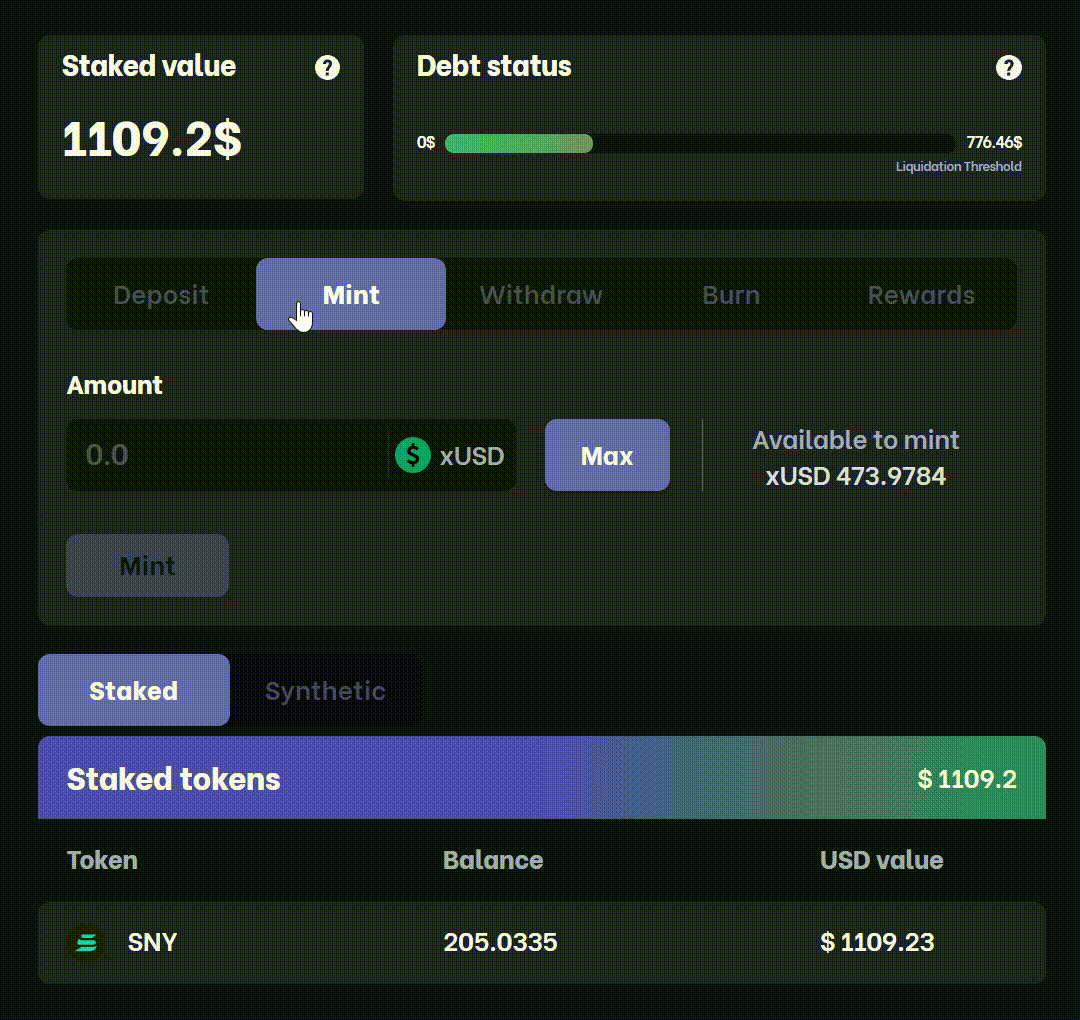 Staked value
?
1109.2$
Debt status
?
0$
776.46$
Liquidation Threshold
Deposit
Mint
Withdraw
Burn
Rewards
Amount
0.0
$ xUSD
Max
Available to mint
xUSD 473.9784
Mint
Staked
Synthetic
Staked tokens
$ 1109.2
Token
Balance
USD value
SNY
205.0335
$ 1109.23